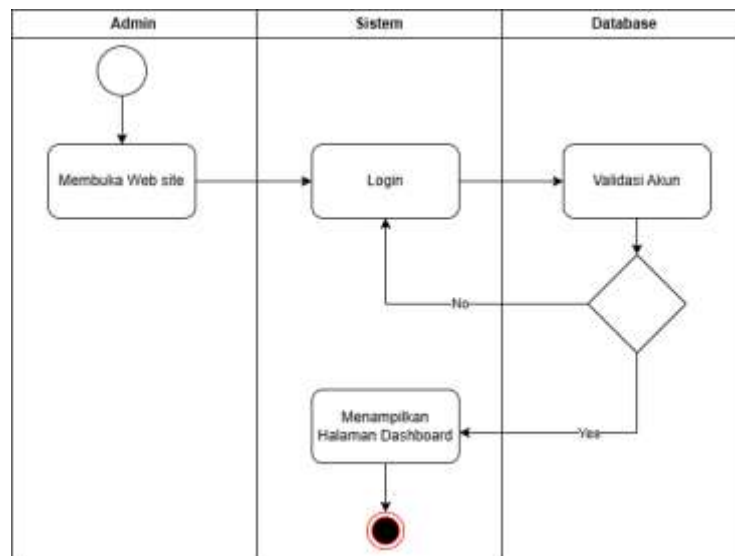 Admin
Sistem
Database
Membuka Web site
Login
Validasi Akun
No
Menampilkan
Halaman Dashboard
Yes